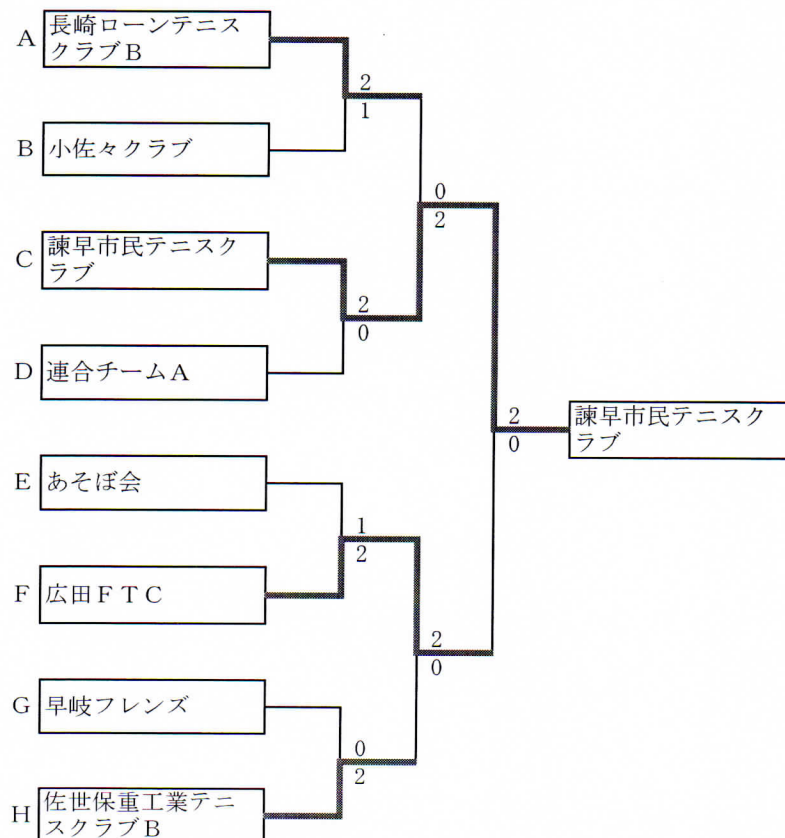 A
長崎ローンテニス
クラブB
2
1
B
小佐々クラブ
0
2
C
諫早市民テニスク
ラブ
2
0
D
連合チームA
2
0
諫早市民テニスク
ラブ
E
あそぼ会
1
2
F
広田FTC
2
0
G
早岐フレンズ
0
2
H
佐世保重工業テニ
スクラブB